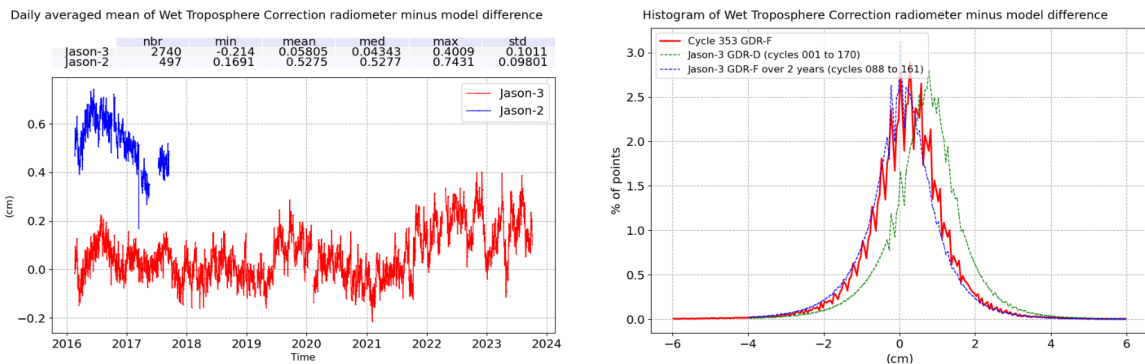 Daily averaged mean of Wet Troposphere Correction radiometer minus model difference
nbr min mean med max std
Jason-3 2740 -0.214 0.05805 0.04343 0.4009 0.1011
Jason-2 497 0.1691 0.5275 0.5277 0.7431 0.09801
Jason-3
Jason-2
(cm)
0.6
0.4
0.2
0.0
−0.2
2016 2017 2018 2019 2020 2021 2022 2023 2024
Time
Histogram of Wet Troposphere Correction radiometer minus model difference
Cycle 353 GDR-F
Jason-3 GDR-D (cycles 001 to 170)
Jason-3 GDR-F over 2 years (cycles 088 to 161)
% of points
3.0
2.5
2.0
1.5
1.0
0.5
0.0
−6 −4 −2 0 2 4 6
(cm)